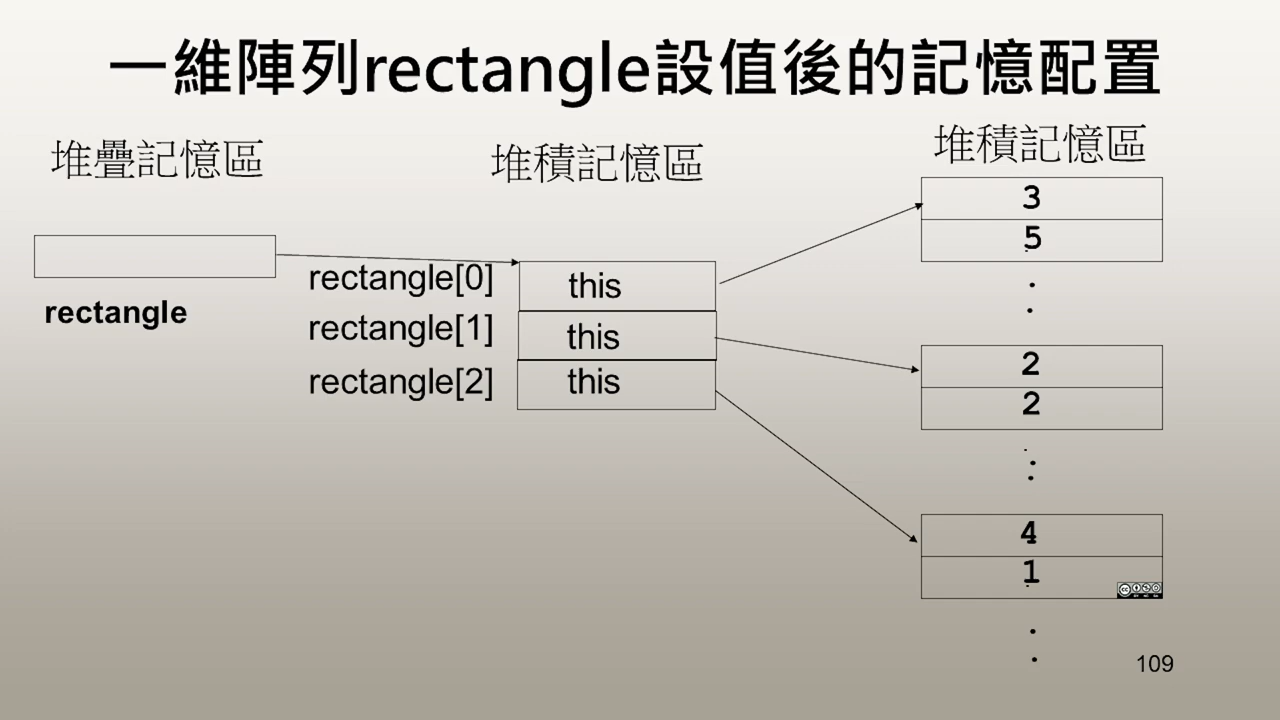 一維陣列rectangle設值後的記憶配置
堆疊記憶區
堆積記憶區
堆積記憶區
rectangle
rectangle[0]
this
rectangle[1]
this
rectangle[2]
this
3
5
2
2
4
1
109